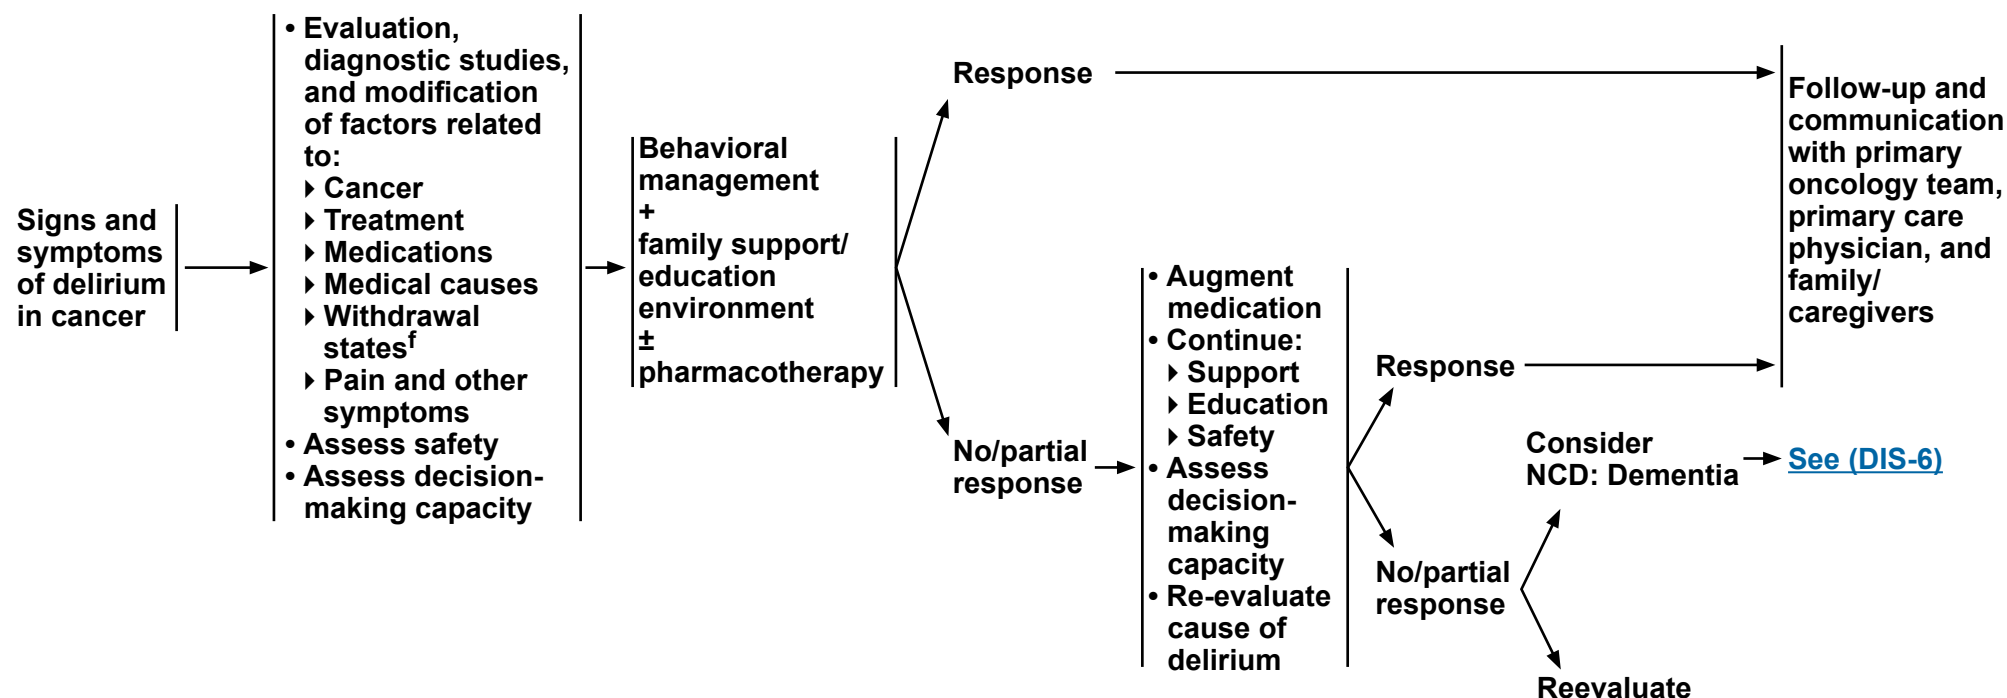 Signs and
symptoms
of delirium
in cancer
• Evaluation,
diagnostic studies,
and modification
of factors related
to:
▸ Cancer
▸ Treatment
▸ Medications
▸ Medical causes
▸ Withdrawal
statesᶠ
▸ Pain and other
symptoms
• Assess safety
• Assess decision-
making capacity
Behavioral
management
+
family support/
education
environment
±
pharmacotherapy
Response
No/partial
response
• Augment
medication
• Continue:
▸ Support
▸ Education
▸ Safety
• Assess
decision-
making
capacity
• Re-evaluate
cause of
delirium
Response
No/partial
response
Consider
NCD: Dementia
Reevaluate
See (DIS-6)
Follow-up and
communication
with primary
oncology team,
primary care
physician, and
family/
caregivers